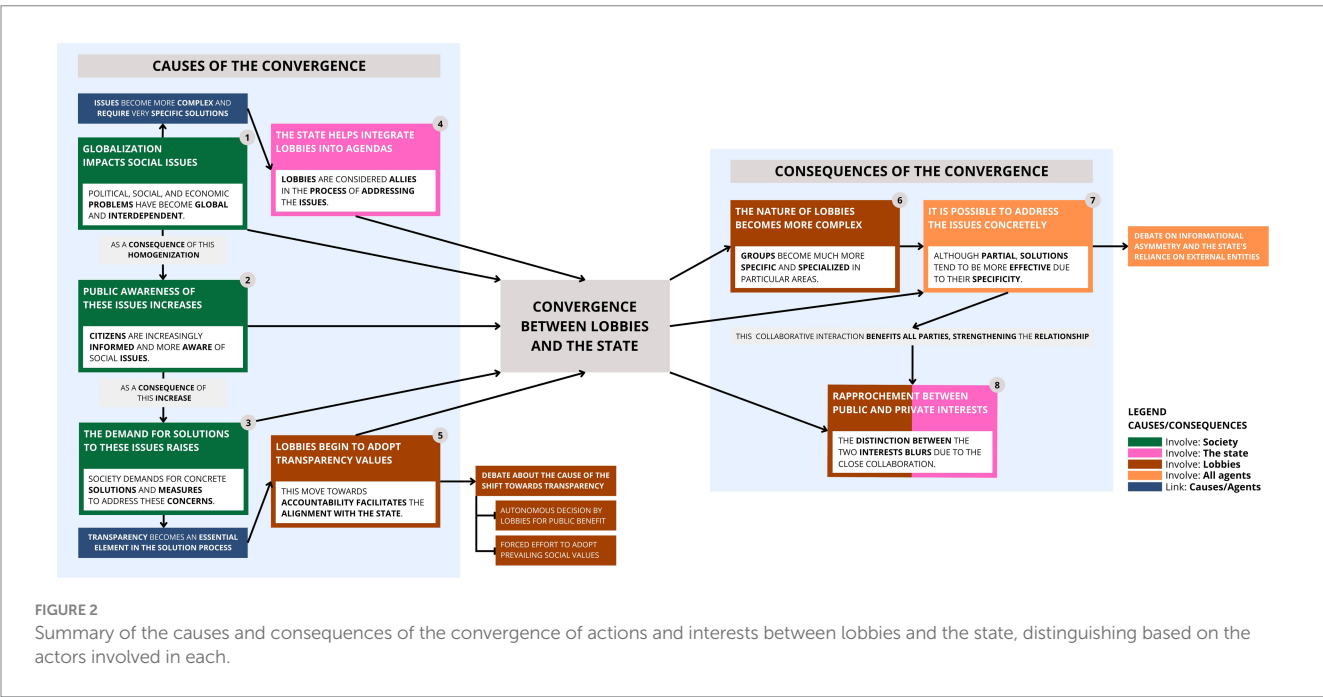 CAUSES OF THE CONVERGENCE
ISSUES BECOME MORE COMPLEX AND
REQUIRE VERY SPECIFIC SOLUTIONS
1
GLOBALIZATION
IMPACTS SOCIAL ISSUES
POLITICAL, SOCIAL, AND ECONOMIC
PROBLEMS HAVE BECOME GLOBAL
AND INTERDEPENDENT.
4
THE STATE HELPS INTEGRATE
LOBBIES INTO AGENDAS
LOBBIES ARE CONSIDERED ALLIES
IN THE PROCESS OF ADDRESSING
THE ISSUES.
AS A CONSEQUENCE OF THIS
HOMOGENIZATION
2
PUBLIC AWARENESS OF
THESE ISSUES INCREASES
CITIZENS ARE INCREASINGLY
INFORMED AND MORE AWARE OF
SOCIAL ISSUES.
AS A CONSEQUENCE OF
THIS INCREASE
3
THE DEMAND FOR SOLUTIONS
TO THESE ISSUES RAISES
SOCIETY DEMANDS FOR CONCRETE
SOLUTIONS AND MEASURES
TO ADDRESS THESE CONCERNS.
TRANSPARENCY BECOMES AN ESSENTIAL
ELEMENT IN THE SOLUTION PROCESS
5
LOBBIES BEGIN TO ADOPT
TRANSPARENCY VALUES
THIS MOVE TOWARDS
ACCOUNTABILITY FACILITATES THE
ALIGNMENT WITH THE STATE.
DEBATE ABOUT THE CAUSE OF THE
SHIFT TOWARDS TRANSPARENCY
AUTONOMOUS DECISION BY
LOBBIES FOR PUBLIC BENEFIT
FORCED EFFORT TO ADOPT
PREVAILING SOCIAL VALUES
CONVERGENCE
BETWEEN LOBBIES
AND THE STATE
CONSEQUENCES OF THE CONVERGENCE
6
THE NATURE OF LOBBIES
BECOMES MORE COMPLEX
GROUPS BECOME MUCH MORE
SPECIFIC AND SPECIALIZED IN
PARTICULAR AREAS.
7
IT IS POSSIBLE TO ADDRESS
THE ISSUES CONCRETELY
ALTHOUGH PARTIAL, SOLUTIONS
TEND TO BE MORE EFFECTIVE DUE
TO THEIR SPECIFICITY.
DEBATE ON INFORMATIONAL
ASYMMETRY AND THE STATE'S
RELIANCE ON EXTERNAL ENTITIES
THIS COLLABORATIVE INTERACTION BENEFITS ALL PARTIES, STRENGTHENING THE RELATIONSHIP
8
RAPPROCHEMENT BETWEEN
PUBLIC AND PRIVATE INTERESTS
THE DISTINCTION BETWEEN THE
TWO INTERESTS BLURS DUE TO THE
CLOSE COLLABORATION.
LEGEND
CAUSES/CONSEQUENCES
Involve: Society
Involve: The state
Involve: Lobbies
Involve: All agents
Link: Causes/Agents
FIGURE 2
Summary of the causes and consequences of the convergence of actions and interests between lobbies and the state, distinguishing based on the
actors involved in each.